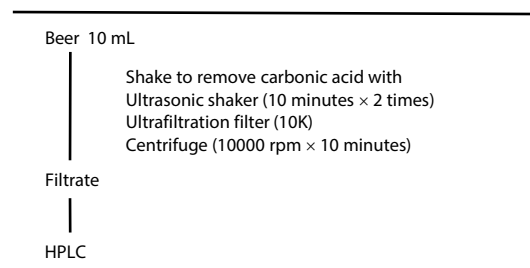 Beer 10 mL
Shake to remove carbonic acid with
Ultrasonic shaker (10 minutes × 2 times)
Ultrafiltration filter (10K)
Centrifuge (10000 rpm × 10 minutes)
Filtrate
HPLC